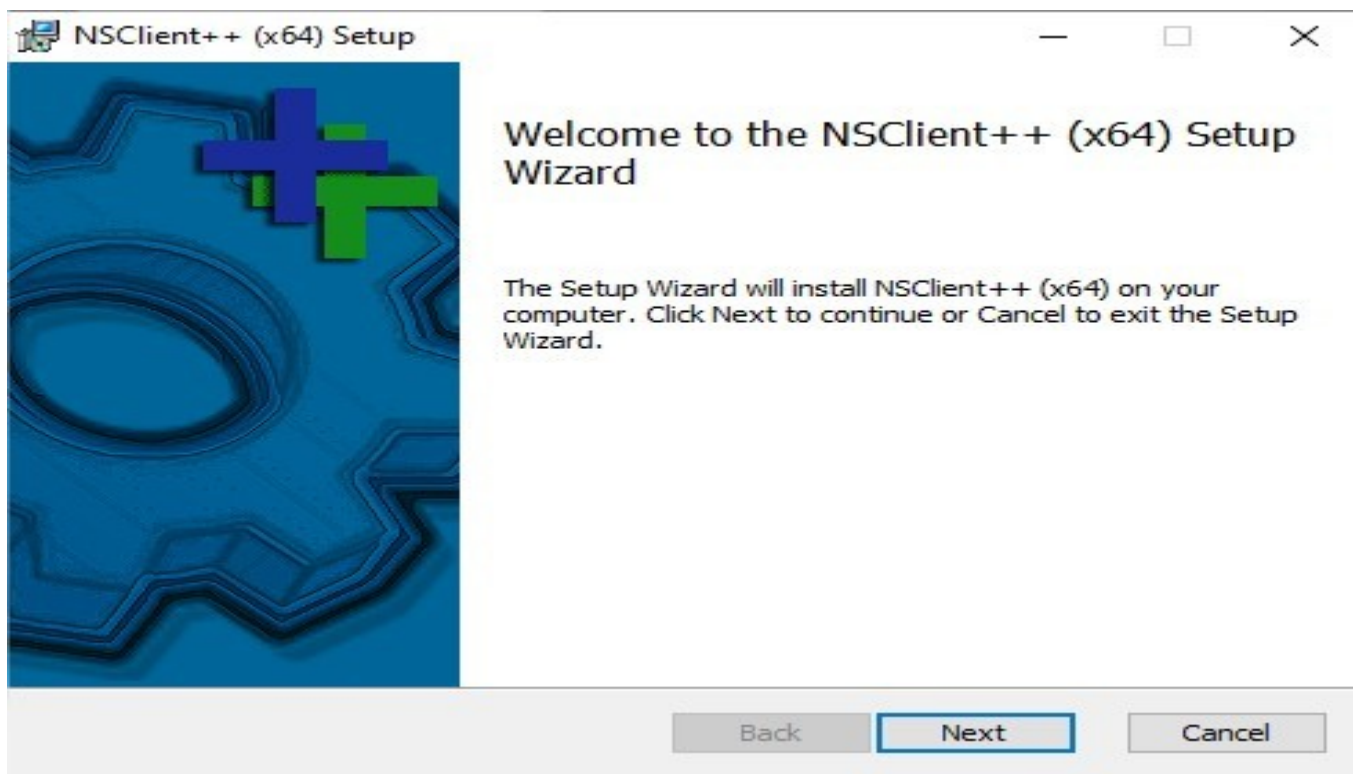 NSClient++ (x64) Setup
Welcome to the NSClient++ (x64) Setup
Wizard
The Setup Wizard will install NSClient++ (x64) on your
computer. Click Next to continue or Cancel to exit the Setup
Wizard.
Back Next Cancel